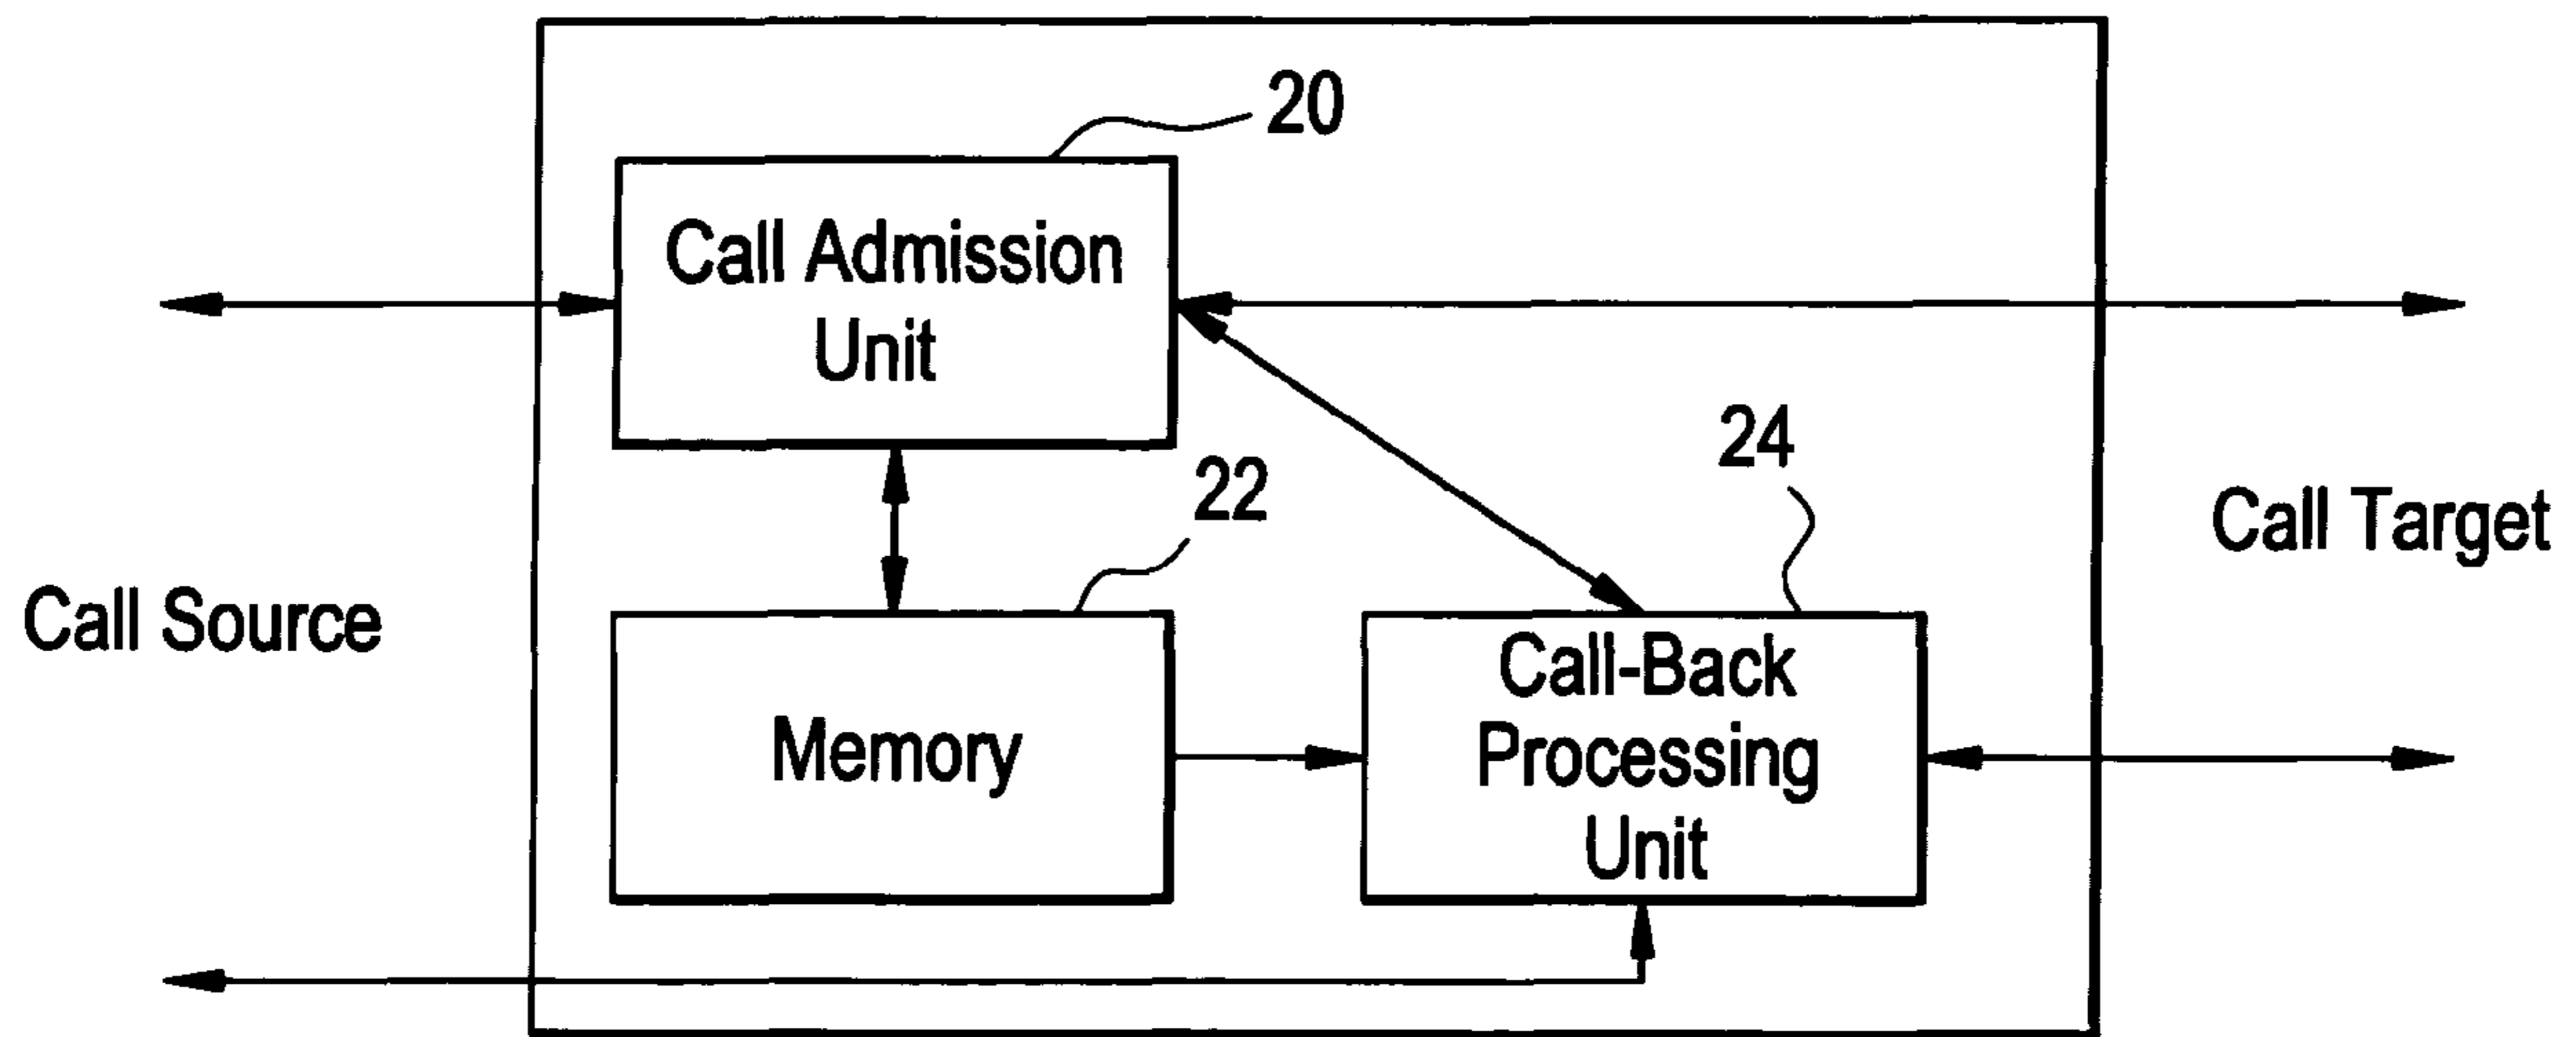 20
Call Admission
Unit
22
24
Call Target
Call Source
Memory
Call-Back
Processing
Unit